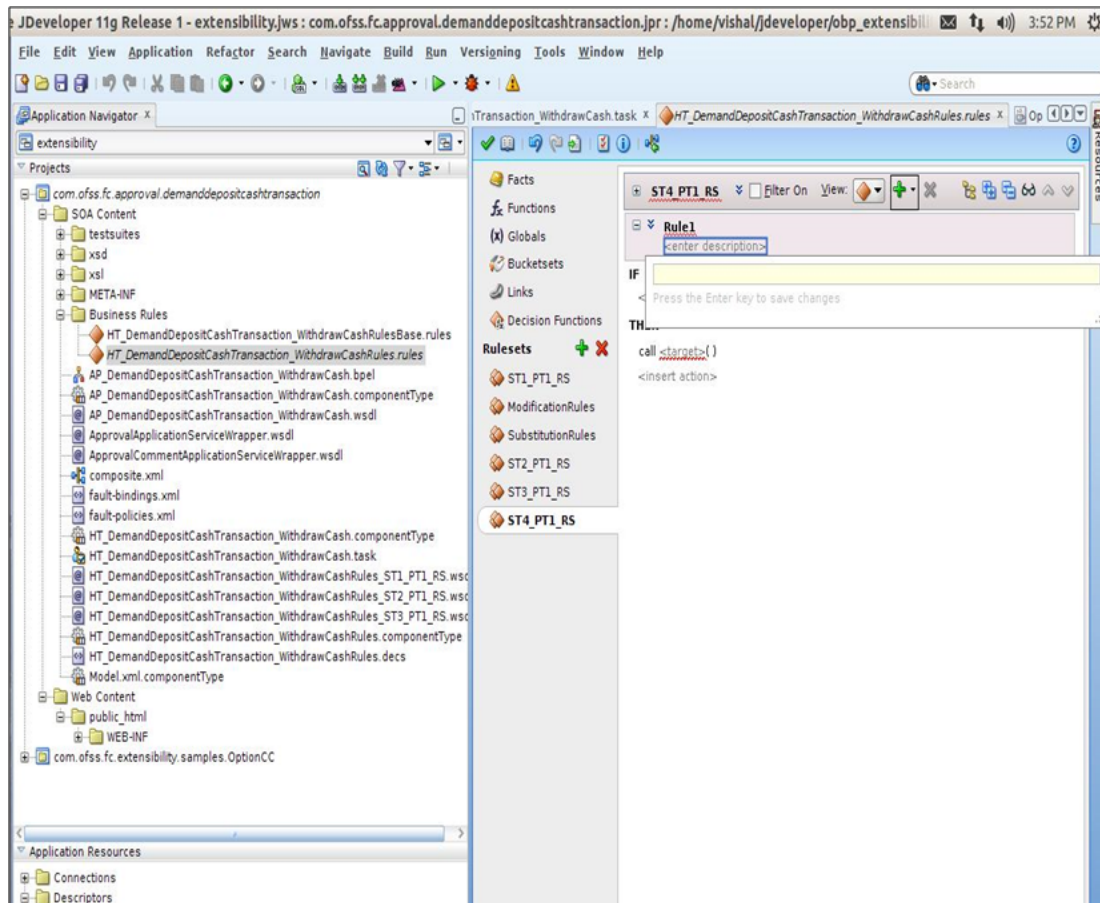 JDeveloper 11g Release 1 - extensibility.jws : com.ofss.fc.approval.demanddepositcashtransaction.jpr : /home/vishal/jdeveloper/obp_extensibil
3:52 PM
File Edit View Application Refactor Search Navigate Build Run Versioning Tools Window Help
Search
Application Navigator
extensibility
Projects
com.ofss.fc.approval.demanddepositcashtransaction
SOA Content
testsuites
xsd
xsl
META-INF
Business Rules
HT_DemandDepositCashTransaction_WithdrawCashRulesBase.rules
HT_DemandDepositCashTransaction_WithdrawCashRules.rules
AP_DemandDepositCashTransaction_WithdrawCash.bpel
AP_DemandDepositCashTransaction_WithdrawCash.componentType
AP_DemandDepositCashTransaction_WithdrawCash.wsdl
ApprovalApplicationServiceWrapper.wsdl
ApprovalCommentApplicationServiceWrapper.wsdl
composite.xml
fault-bindings.xml
fault-policies.xml
HT_DemandDepositCashTransaction_WithdrawCash.componentType
HT_DemandDepositCashTransaction_WithdrawCash.task
HT_DemandDepositCashTransaction_WithdrawCashRules_ST1_PT1_RS.wsd
HT_DemandDepositCashTransaction_WithdrawCashRules_ST2_PT1_RS.wsd
HT_DemandDepositCashTransaction_WithdrawCashRules_ST3_PT1_RS.wsd
HT_DemandDepositCashTransaction_WithdrawCashRules.componentType
HT_DemandDepositCashTransaction_WithdrawCashRules.decs
Model.xml.componentType
Web Content
public_html
WEB-INF
com.ofss.fc.extensibility.samples.OptionCC
Application Resources
Connections
Descriptors
Transaction_WithdrawCash.task
HT_DemandDepositCashTransaction_WithdrawCashRules.rules
Op
Resources
Facts
Functions
(x) Globals
Bucketsets
Links
Decision Functions
Rulesets
ST1_PT1_RS
ModificationRules
SubstitutionRules
ST2_PT1_RS
ST3_PT1_RS
ST4_PT1_RS
ST4_PT1_RS Filter On View:
Rule1
<enter description>
IF
Press the Enter key to save changes
THEN
call <target>( )
<insert action>